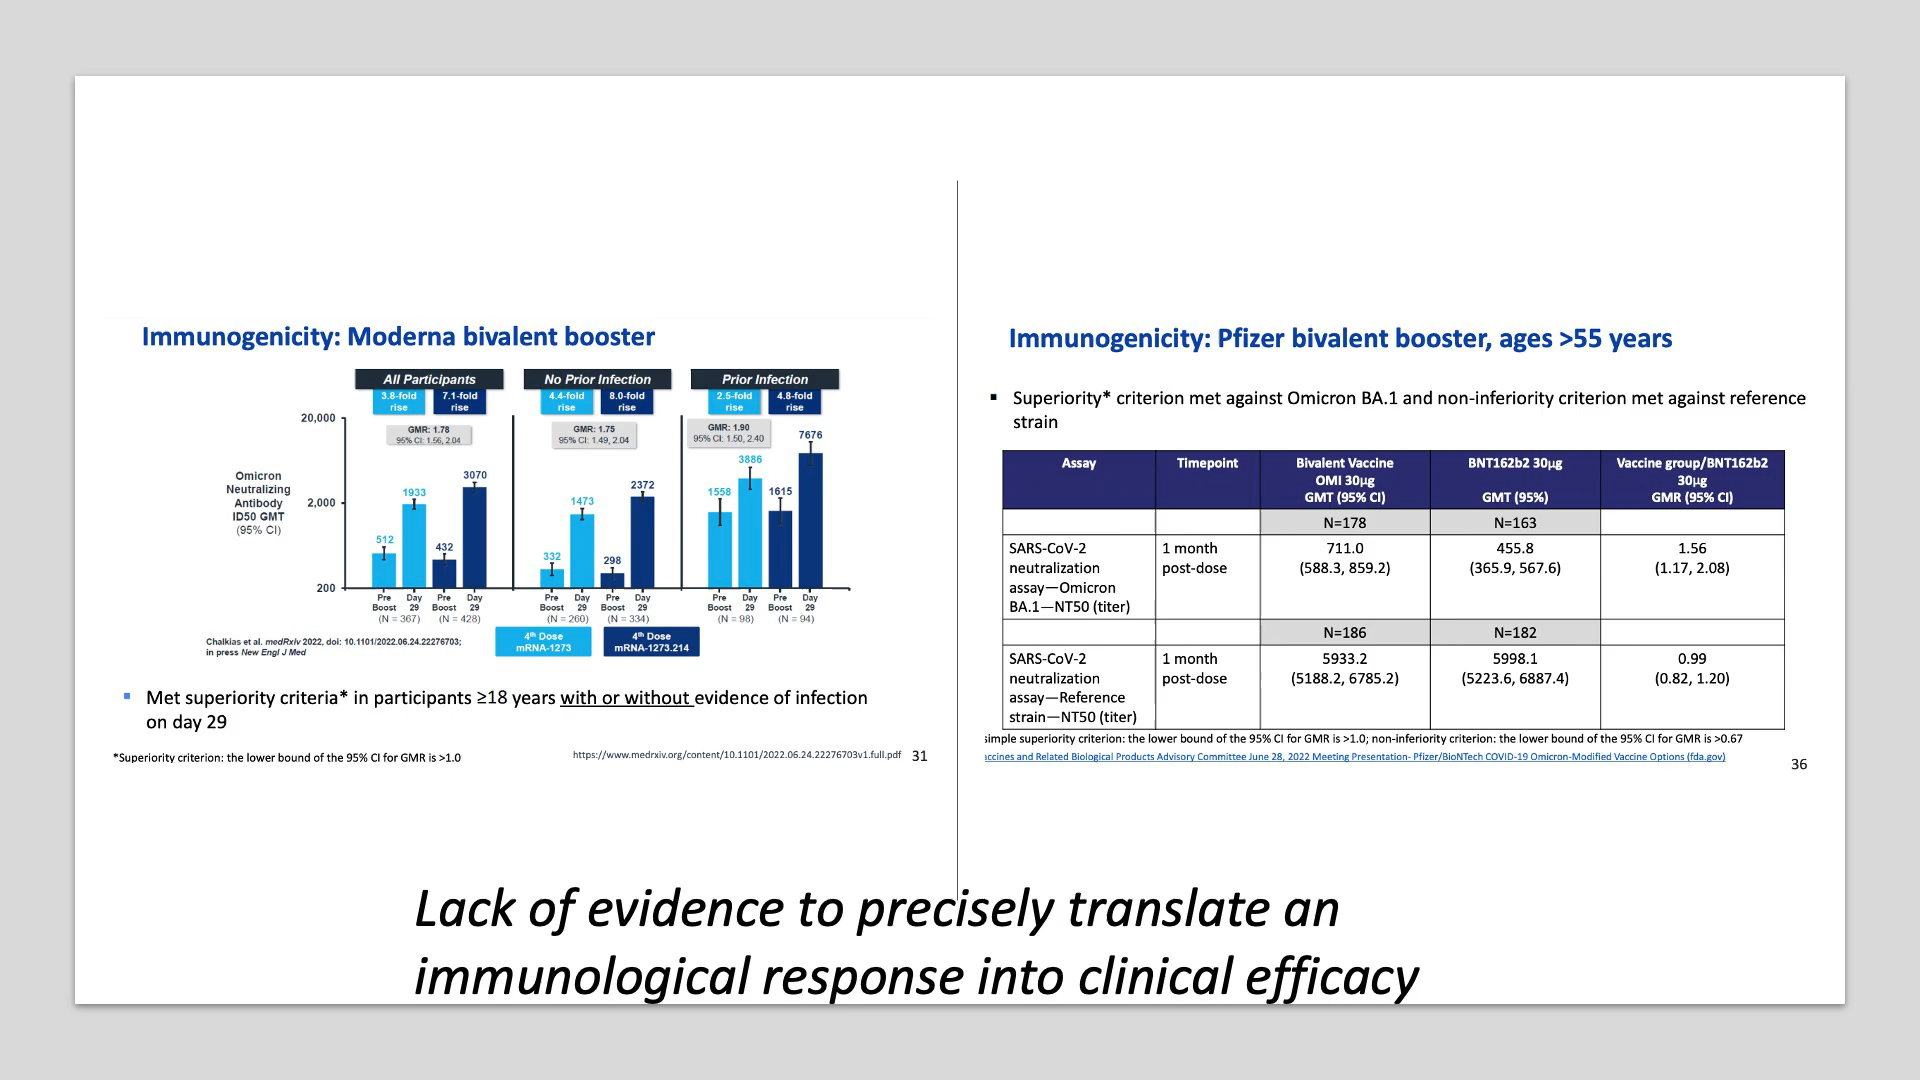 Immunogenicity: Moderna bivalent booster
All Participants
No Prior Infection
Prior Infection
3.8-fold rise
7.1-fold rise
4.4-fold rise
8.0-fold rise
2.5-fold rise
4.8-fold rise
GMR: 1.78
95% CI: 1.56, 2.04
GMR: 1.75
95% CI: 1.49, 2.04
GMR: 1.90
95% CI: 1.50, 2.40
20,000
2,000
200
Omicron
Neutralizing
Antibody
ID50 GMT
(95% CI)
512
1933
432
3070
332
1473
298
2372
1558
3886
1615
7676
Pre Boost
Day 29
Pre Boost
Day 29
Pre Boost
Day 29
Pre Boost
Day 29
Pre Boost
Day 29
Pre Boost
Day 29
(N = 367)
(N = 428)
(N = 260)
(N = 334)
(N = 98)
(N = 94)
4th Dose
mRNA-1273
4th Dose
mRNA-1273.214
Chalkias et al. medRxiv 2022, doi: 10.1101/2022.06.24.22276703;
in press New Engl J Med
▪ Met superiority criteria* in participants ≥18 years with or without evidence of infection
on day 29
*Superiority criterion: the lower bound of the 95% CI for GMR is >1.0
https://www.medrxiv.org/content/10.1101/2022.06.24.22276703v1.full.pdf
31
Immunogenicity: Pfizer bivalent booster, ages >55 years
▪ Superiority* criterion met against Omicron BA.1 and non-inferiority criterion met against reference
strain
Assay
Timepoint
Bivalent Vaccine
OMI 30µg
GMT (95% CI)
BNT162b2 30µg
GMT (95%)
Vaccine group/BNT162b2
30µg
GMR (95% CI)
N=178
N=163
SARS-CoV-2
neutralization
assay—Omicron
BA.1—NT50 (titer)
1 month
post-dose
711.0
(588.3, 859.2)
455.8
(365.9, 567.6)
1.56
(1.17, 2.08)
N=186
N=182
SARS-CoV-2
neutralization
assay—Reference
strain—NT50 (titer)
1 month
post-dose
5933.2
(5188.2, 6785.2)
5998.1
(5223.6, 6887.4)
0.99
(0.82, 1.20)
simple superiority criterion: the lower bound of the 95% CI for GMR is >1.0; non-inferiority criterion: the lower bound of the 95% CI for GMR is >0.67
ccines and Related Biological Products Advisory Committee June 28, 2022 Meeting Presentation- Pfizer/BioNTech COVID-19 Omicron-Modified Vaccine Options (fda.gov)
36
Lack of evidence to precisely translate an
immunological response into clinical efficacy